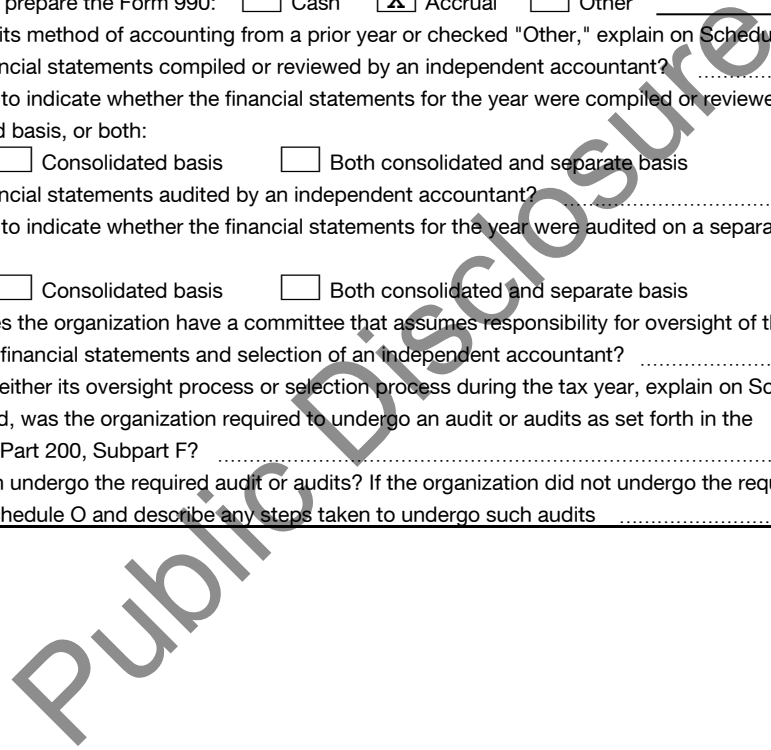 prepare the Form 990: Cash X Accrual Other
its method of accounting from a prior year or checked "Other," explain on Schedu
ncial statements compiled or reviewed by an independent accountant?
to indicate whether the financial statements for the year were compiled or reviewe
d basis, or both:
Consolidated basis Both consolidated and separate basis
ncial statements audited by an independent accountant?
to indicate whether the financial statements for the year were audited on a separa
Consolidated basis Both consolidated and separate basis
es the organization have a committee that assumes responsibility for oversight of th
financial statements and selection of an independent accountant?
either its oversight process or selection process during the tax year, explain on Sc
d, was the organization required to undergo an audit or audits as set forth in the
Part 200, Subpart F?
n undergo the required audit or audits? If the organization did not undergo the requ
hedule O and describe any steps taken to undergo such audits
Public Disclosure